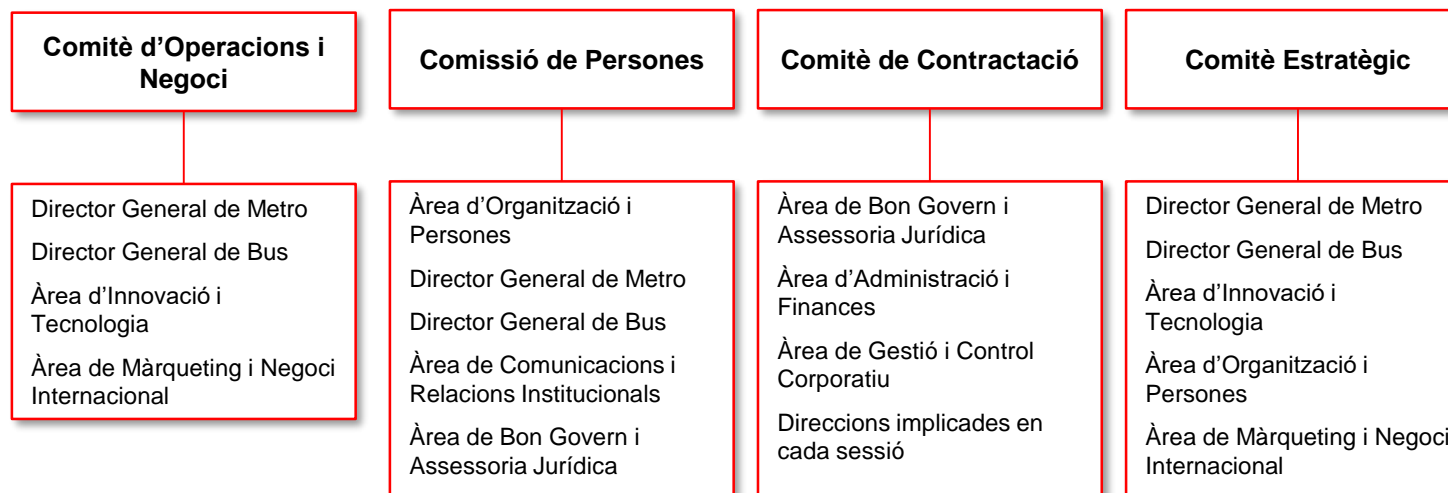 Comitè d’Operacions i
Negoci
Director General de Metro
Director General de Bus
Àrea d’Innovació i
Tecnologia
Àrea de Màrqueting i Negoci
Internacional
Comissió de Persones
Àrea d’Organització i
Persones
Director General de Metro
Director General de Bus
Àrea de Comunicacions i
Relacions Institucionals
Àrea de Bon Govern i
Assessoria Jurídica
Comitè de Contractació
Àrea de Bon Govern i
Assessoria Jurídica
Àrea d’Administració i
Finances
Àrea de Gestió i Control
Corporatiu
Direccions implicades en
cada sessió
Comitè Estratègic
Director General de Metro
Director General de Bus
Àrea d’Innovació i
Tecnologia
Àrea d’Organització i
Persones
Àrea de Màrqueting i Negoci
Internacional